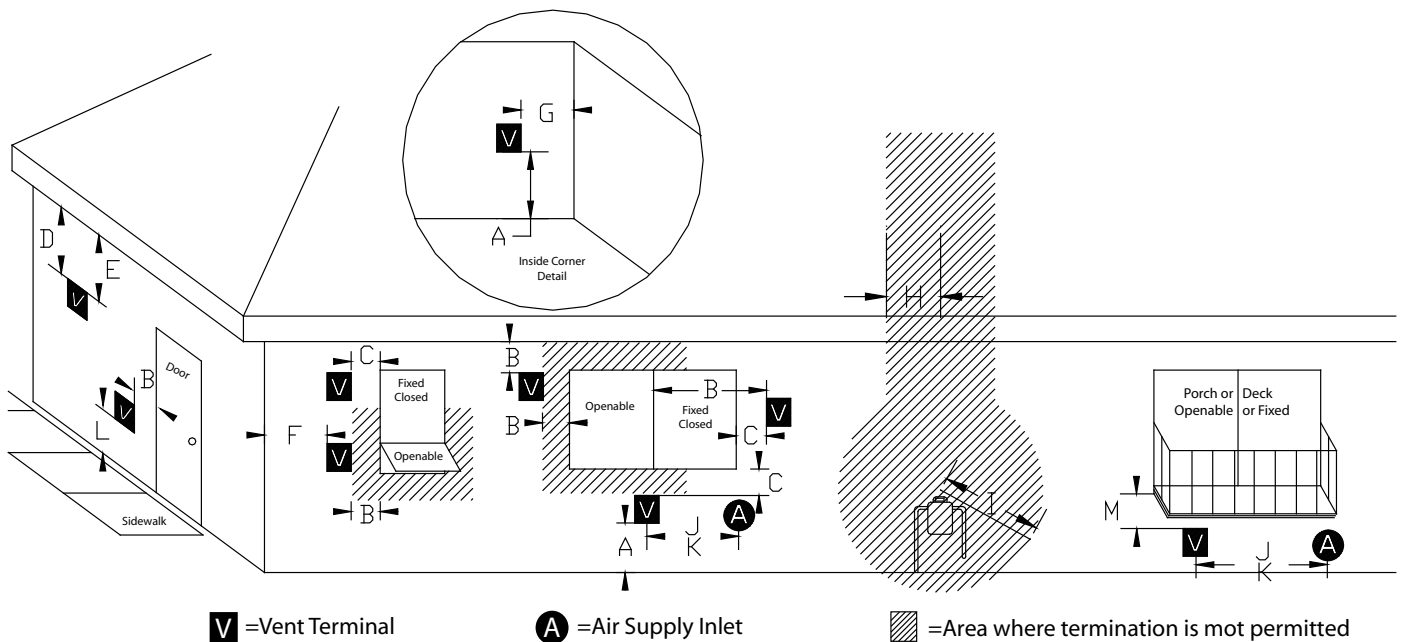 G
V
A
Inside Corner
Detail
D
E
V
H
B
C
B
Door
V
Fixed
Closed
V
Openable
Fixed
Closed
B
V
Porch or
Openable
Deck
or Fixed
B
V
L
F
V
Openable
B
C
C
I
Sidewalk
B
V
A
J
K
A
M
V
J
K
A
V =Vent Terminal
A =Air Supply Inlet
=Area where termination is mot permitted